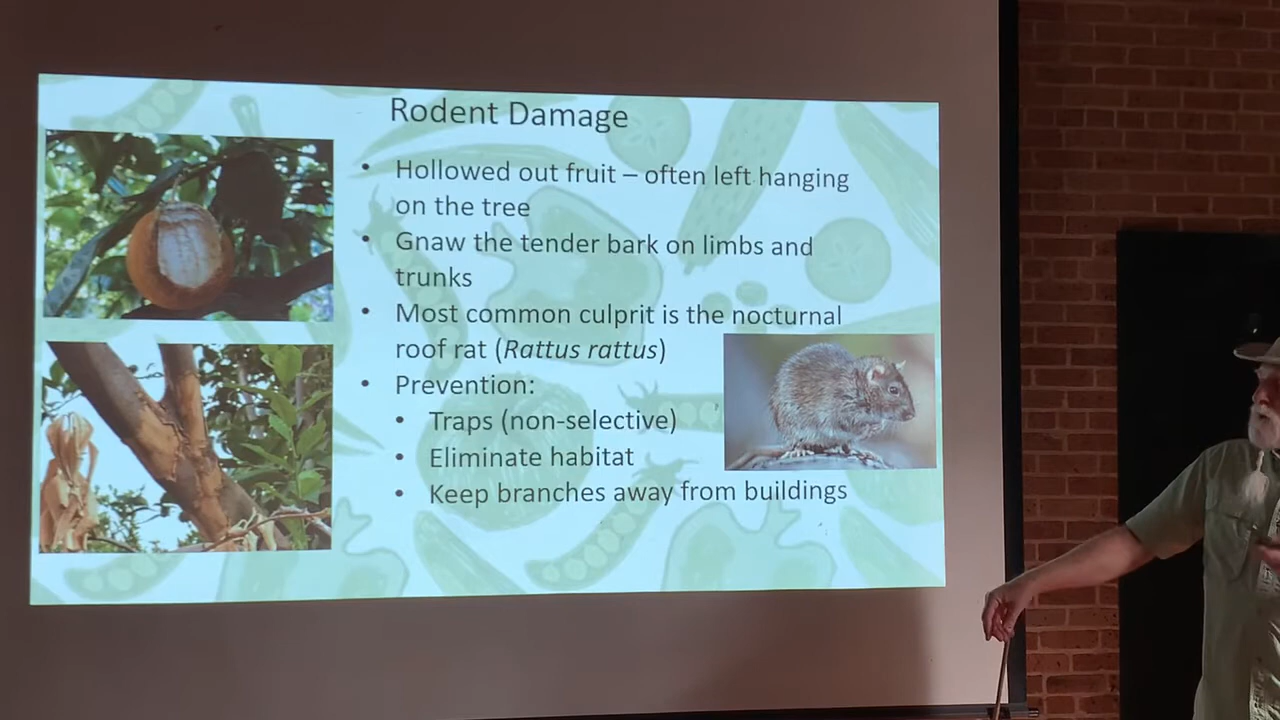 Rodent Damage
• Hollowed out fruit – often left hanging
on the tree
• Gnaw the tender bark on limbs and
trunks
• Most common culprit is the nocturnal
roof rat (Rattus rattus)
• Prevention:
• Traps (non-selective)
• Eliminate habitat
• Keep branches away from buildings